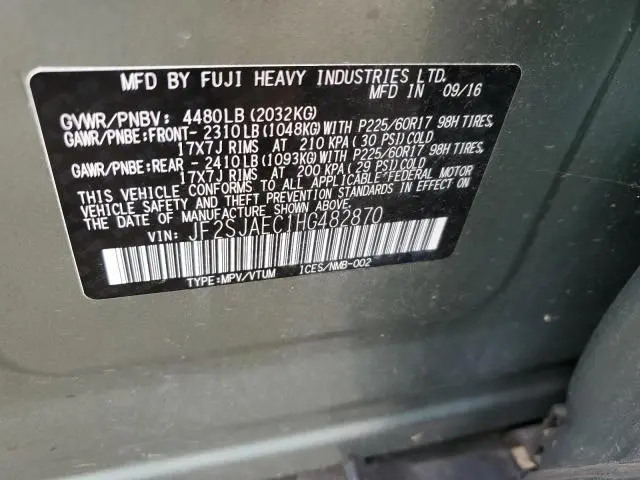 MFD BY FUJI HEAVY INDUSTRIES LTD.
MFD IN 09/16
GVWR/PNBV: 4480LB(2032KG)
GAWR/PNBE:FRONT-2310LB(1048KG)WITH P225/60R17 98H TIRES,
17X7J RIMS AT 210 KPA(30 PSI)COLD
GAWR/PNBE:REAR -2410LB(1093KG)WITH P225/60R17 98H TIRES,
17X7J RIMS AT 200 KPA(29 PSI)COLD
THIS VEHICLE CONFORMS TO ALL APPLICABLE FEDERAL MOTOR
VEHICLE SAFETY AND THEFT PREVENTION STANDARDS IN EFFECT ON
THE DATE OF MANUFACTURE SHOWN ABOVE.
VIN: JF2SJAEC1HG482870
TYPE:MPV/VTUM ICES/NMB-002